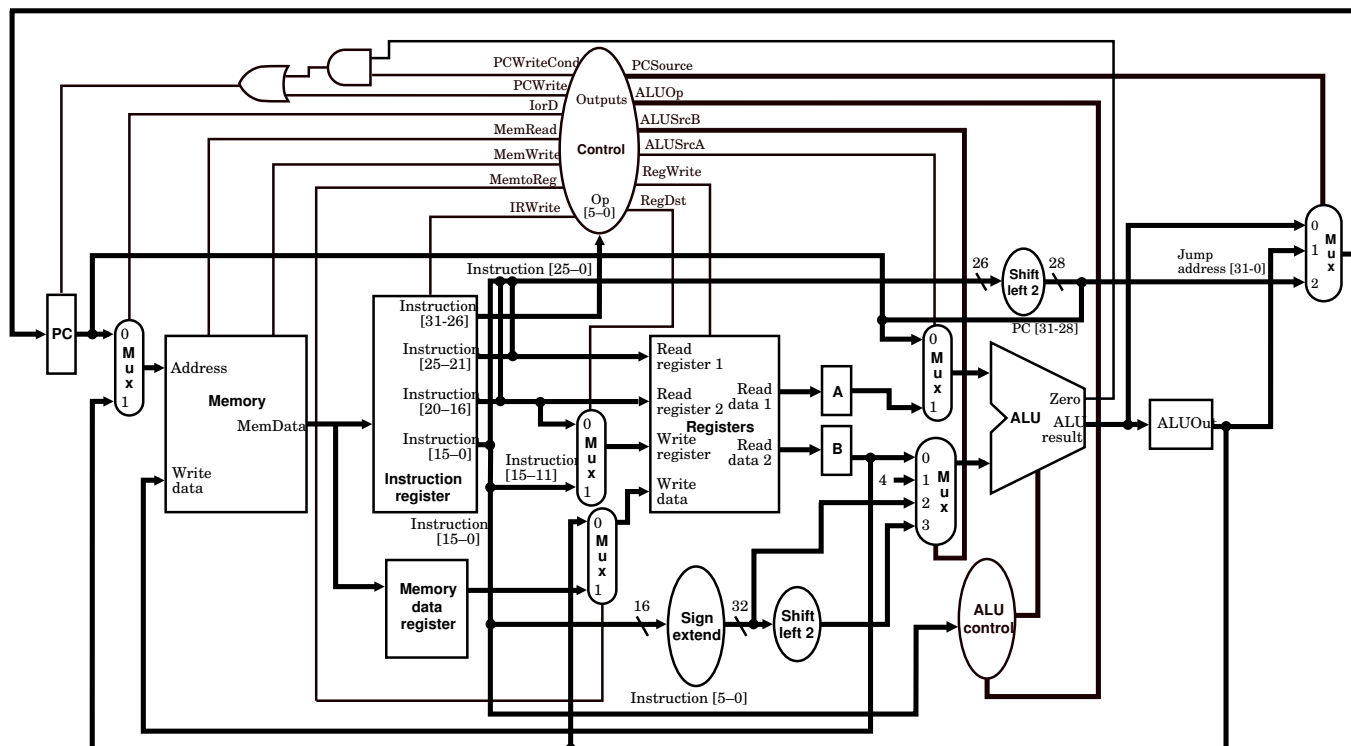 PCWriteCond
PCSource
PCWrite
Outputs
ALUOp
IorD
ALUSrcB
MemRead
Control
ALUSrcA
MemWrite
RegWrite
MemtoReg
Op
[5–0]
RegDst
IRWrite
Instruction [25–0]
26
Shift
left 2
28
Jump
address [31-0]
0
1
2
M
u
x
PC [31-28]
PC
0
M
u
x
1
Address
Memory
MemData
Write
data
Instruction
[31-26]
Instruction
[25–21]
Instruction
[20–16]
Instruction
[15–0]
Instruction
register
Instruction
[15–11]
0
M
u
x
1
Read
register 1
Read
register 2
Registers
Write
register
Write
data
Read
data 1
Read
data 2
A
B
0
M
u
x
1
0
4
1
2
3
M
u
x
Zero
ALU
ALU
result
ALUOut
Instruction
[15–0]
0
M
u
x
1
Memory
data
register
16
Sign
extend
32
Shift
left 2
ALU
control
Instruction [5–0]